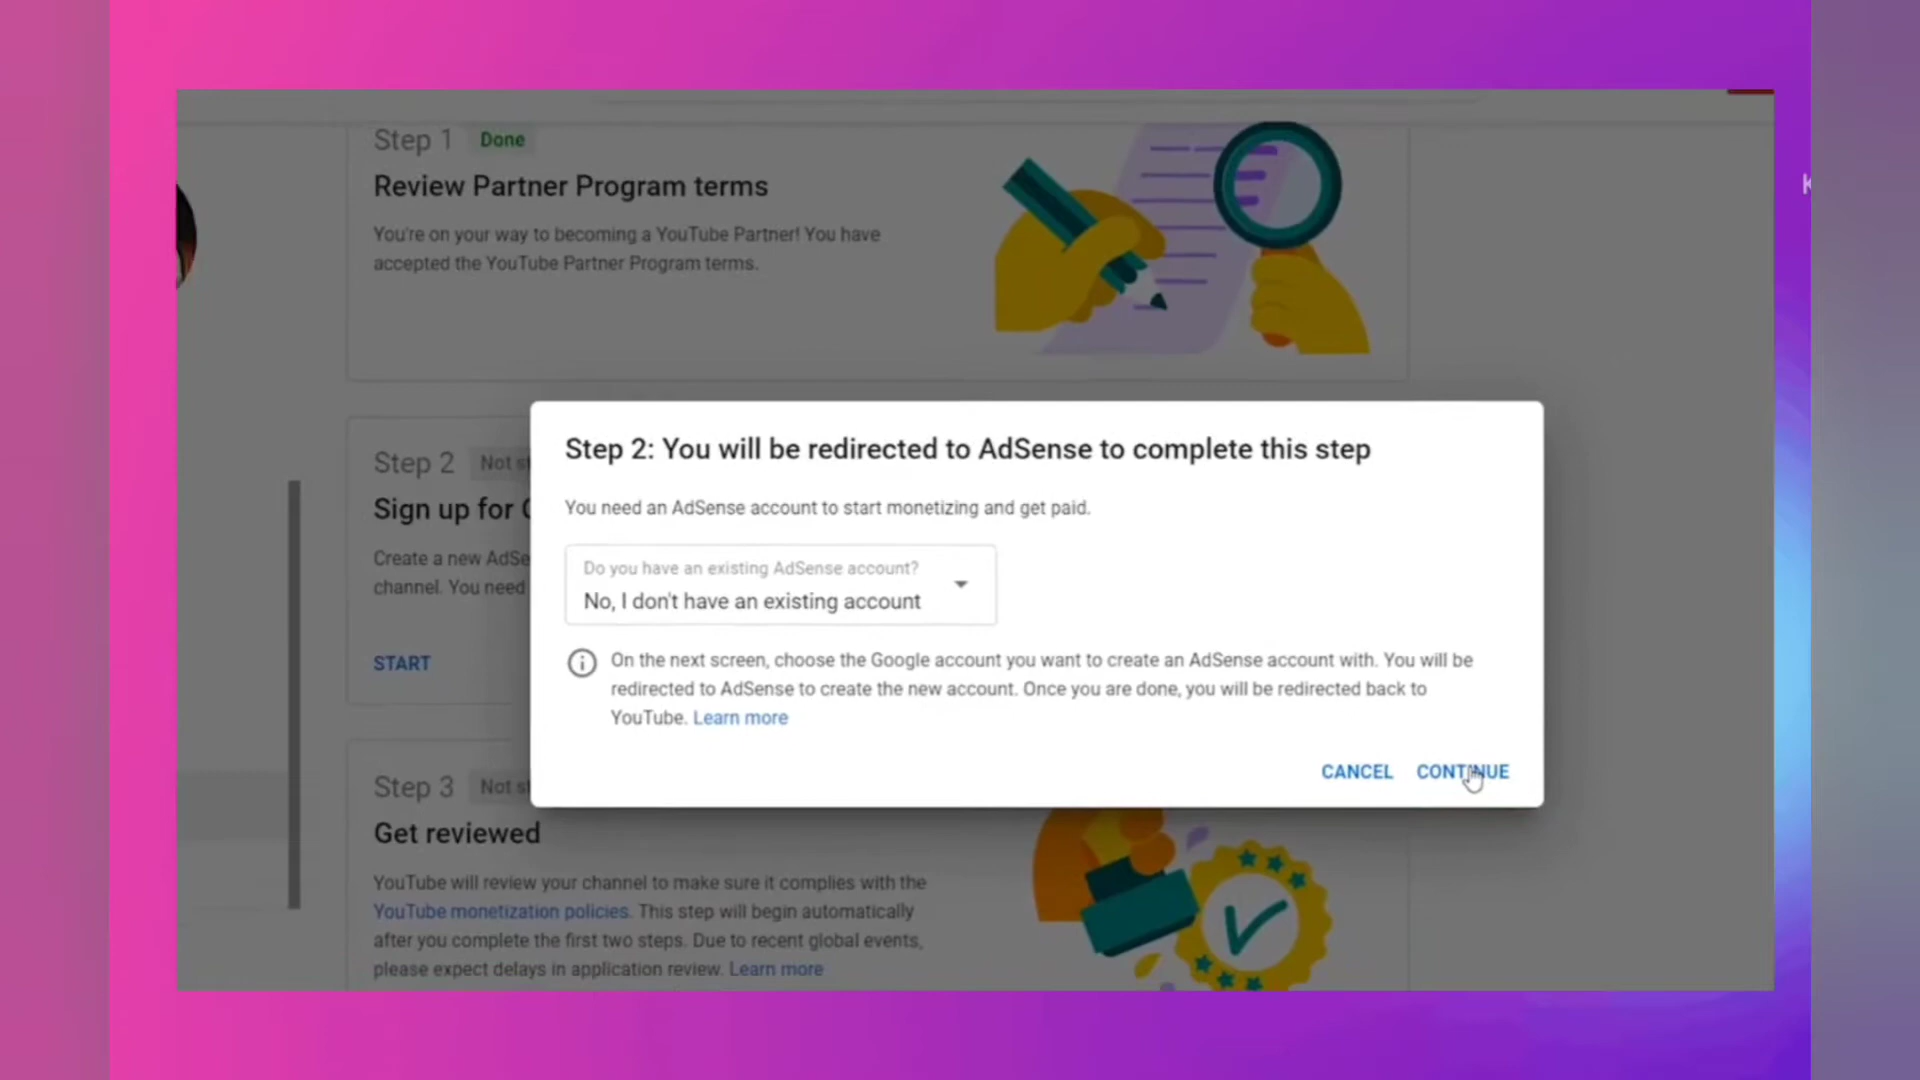 Step 1 Done
Review Partner Program terms
You're on your way to becoming a YouTube Partner! You have
accepted the YouTube Partner Program terms.
Step 2 Not
Sign up for
Create a new
channel. You need
START
Step 2: You will be redirected to AdSense to complete this step
You need an AdSense account to start monetizing and get paid.
Do you have an existing AdSense account?
No, I don't have an existing account
On the next screen, choose the Google account you want to create an AdSense account with. You will be
redirected to AdSense to create the new account. Once you are done, you will be redirected back to
YouTube. Learn more
CANCEL CONTINUE
Step 3 Not
Get reviewed
YouTube will review your channel to make sure it complies with the
YouTube monetization policies. This step will begin automatically
after you complete the first two steps. Due to recent global events,
please expect delays in application review. Learn more